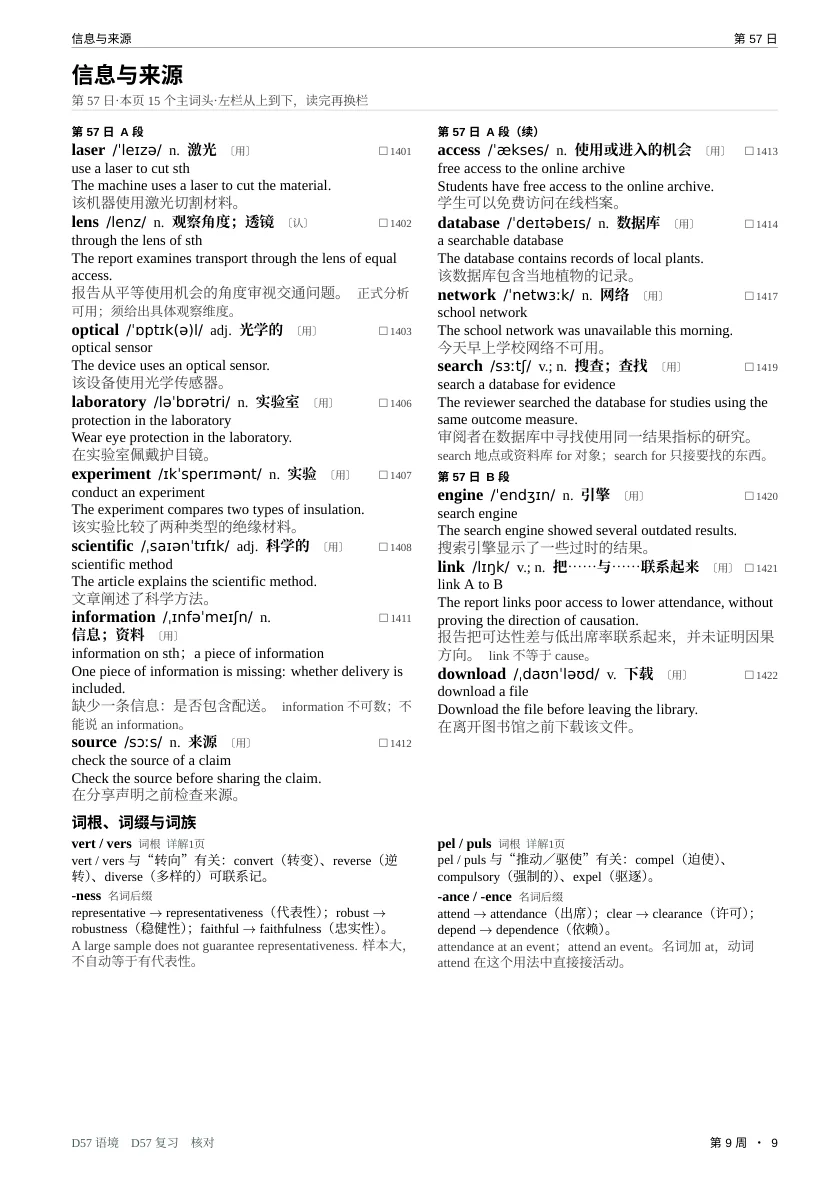 信息与来源 第 57 日
信息与来源
第 57 日·本页 15 个主词头·左栏从上到下，读完再换栏
第 57 日 A 段
laser /ˈleɪzə/ n. 激光 〔用〕 □ 1401
use a laser to cut sth
The machine uses a laser to cut the material.
该机器使用激光切割材料。
lens /lenz/ n. 观察角度；透镜 〔认〕 □ 1402
through the lens of sth
The report examines transport through the lens of equal
access.
报告从平等使用机会的角度审视交通问题。 正式分析
可用；须给出具体观察维度。
optical /ˈɒptɪk(ə)l/ adj. 光学的 〔用〕 □ 1403
optical sensor
The device uses an optical sensor.
该设备使用光学传感器。
laboratory /ləˈbɒrətri/ n. 实验室 〔用〕 □ 1406
protection in the laboratory
Wear eye protection in the laboratory.
在实验室佩戴护目镜。
experiment /ɪkˈsperɪmənt/ n. 实验 〔用〕 □ 1407
conduct an experiment
The experiment compares two types of insulation.
该实验比较了两种类型的绝缘材料。
scientific /ˌsaɪənˈtɪfɪk/ adj. 科学的 〔用〕 □ 1408
scientific method
The article explains the scientific method.
文章阐述了科学方法。
information /ˌɪnfəˈmeɪʃn/ n. □ 1411
信息；资料 〔用〕
information on sth；a piece of information
One piece of information is missing: whether delivery is
included.
缺少一条信息：是否包含配送。 information 不可数；不
能说 an information。
source /sɔːs/ n. 来源 〔用〕 □ 1412
check the source of a claim
Check the source before sharing the claim.
在分享声明之前检查来源。
第 57 日 A 段（续）
access /ˈækses/ n. 使用或进入的机会 〔用〕 □ 1413
free access to the online archive
Students have free access to the online archive.
学生可以免费访问在线档案。
database /ˈdeɪtəbeɪs/ n. 数据库 〔用〕 □ 1414
a searchable database
The database contains records of local plants.
该数据库包含当地植物的记录。
network /ˈnetwɜːk/ n. 网络 〔用〕 □ 1417
school network
The school network was unavailable this morning.
今天早上学校网络不可用。
search /sɜːtʃ/ v.; n. 搜查；查找 〔用〕 □ 1419
search a database for evidence
The reviewer searched the database for studies using the
same outcome measure.
审阅者在数据库中寻找使用同一结果指标的研究。
search 地点或资料库 for 对象；search for 只接要找的东西。
第 57 日 B 段
engine /ˈendʒɪn/ n. 引擎 〔用〕 □ 1420
search engine
The search engine showed several outdated results.
搜索引擎显示了一些过时的结果。
link /lɪŋk/ v.; n. 把……与……联系起来 〔用〕 □ 1421
link A to B
The report links poor access to lower attendance, without
proving the direction of causation.
报告把可达性差与低出席率联系起来，并未证明因果
方向。 link 不等于 cause。
download /ˌdaʊnˈləʊd/ v. 下载 〔用〕 □ 1422
download a file
Download the file before leaving the library.
在离开图书馆之前下载该文件。
词根、词缀与词族
vert / vers 词根 详解1页
vert / vers 与“转向”有关：convert（转变）、reverse（逆
转）、diverse（多样的）可联系记。
-ness 名词后缀
representative → representativeness（代表性）；robust →
robustness（稳健性）；faithful → faithfulness（忠实性）。
A large sample does not guarantee representativeness. 样本大，
不自动等于有代表性。
pel / puls 词根 详解1页
pel / puls 与“推动／驱使”有关：compel（迫使）、
compulsory（强制的）、expel（驱逐）。
-ance / -ence 名词后缀
attend → attendance（出席）；clear → clearance（许可）；
depend → dependence（依赖）。
attendance at an event；attend an event。名词加 at，动词
attend 在这个用法中直接接活动。
D57 语境 D57 复习 核对 第 9 周 · 9